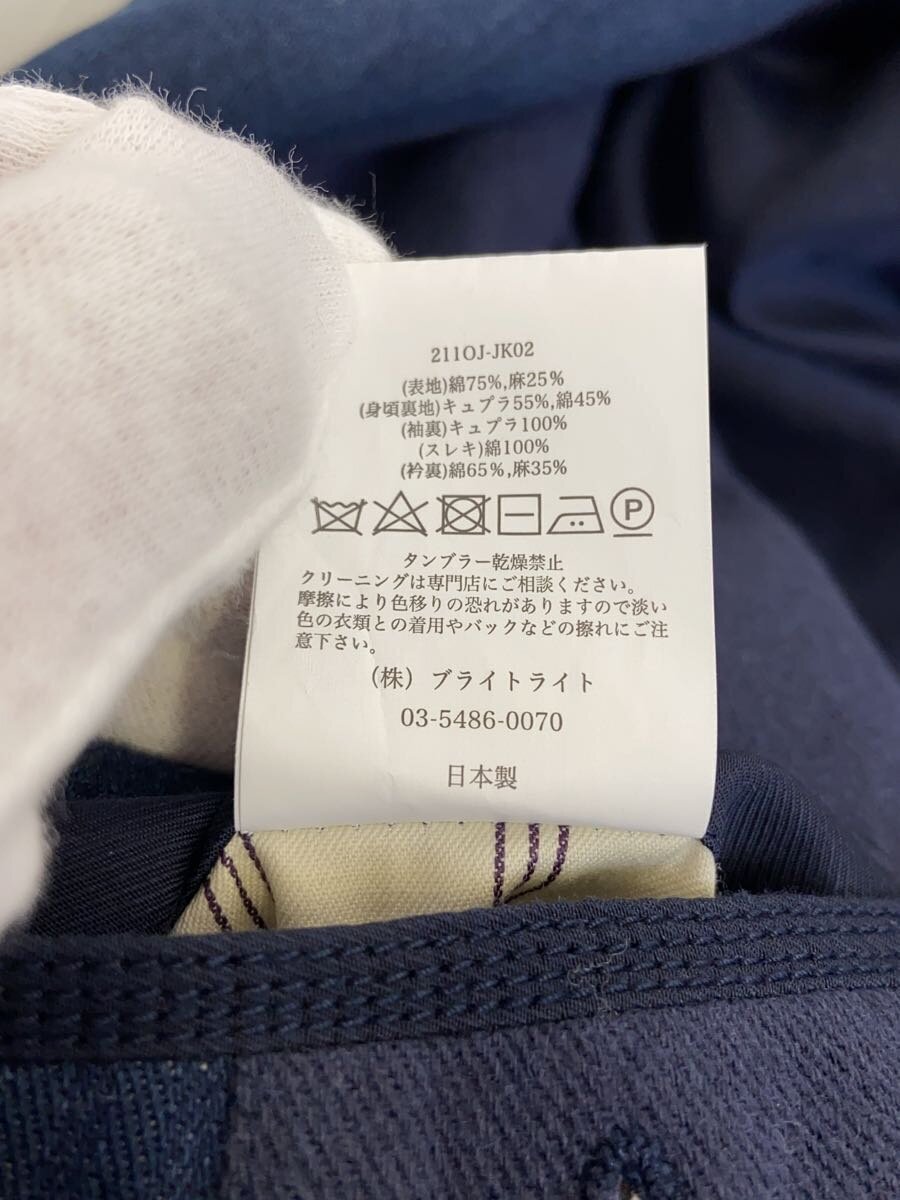 211OJ-JK02
(表地)綿75%,麻25%
(身頃裏地)キュプラ55%,綿45%
(袖裏)キュプラ100%
(スレキ)綿100%
(衿裏)綿65%,麻35%
P
タンブラー乾燥禁止
クリーニングは専門店にご相談ください。
摩擦により色移りの恐れがありますので淡い
色の衣類との着用やバックなどの擦れにご注
意下さい。
(株) ブライトライト
03-5486-0070
日本製